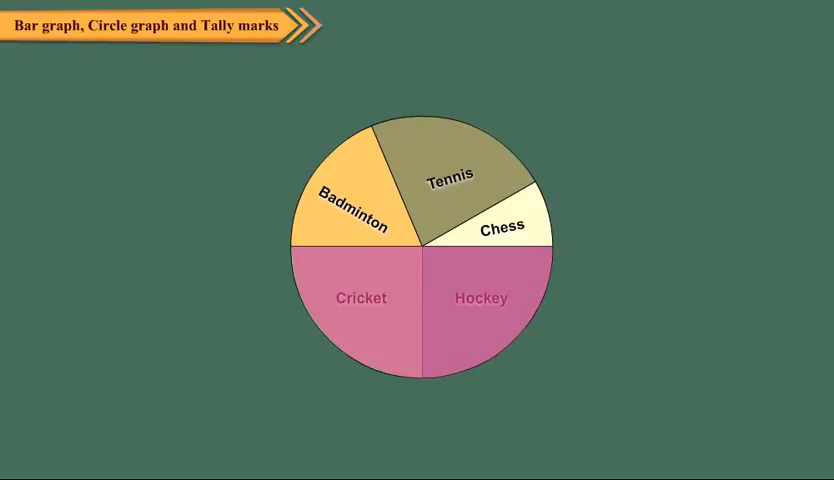 Bar graph, Circle graph and Tally marks
Tennis
Badminton
Chess
Cricket
Hockey